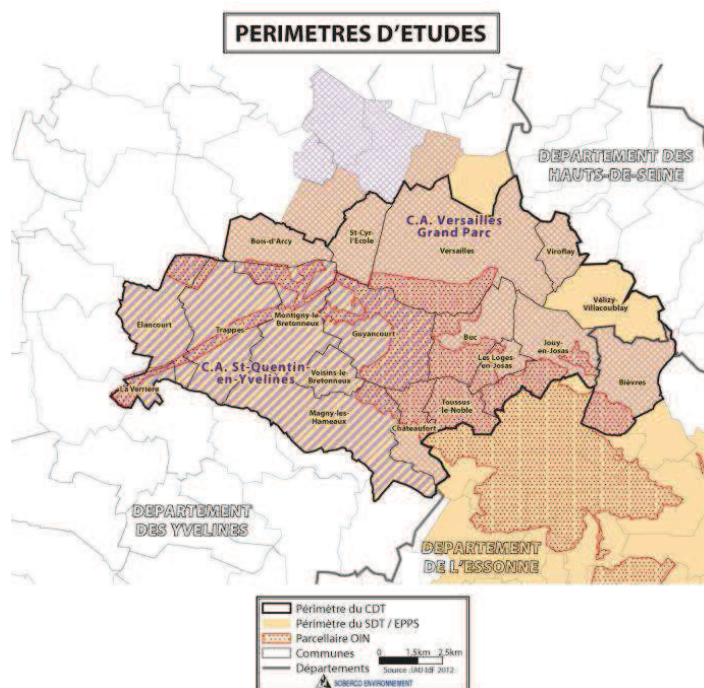 PERIMETRES D'ETUDES
DEPARTEMENT DES
HAUTS-DE-SEINE
C.A. Versailles
Grand Parc
St-Cyr-
l'Ecole
Bois-d'Arcy
Versailles
Viroflay
Vélizy-
Villacoublay
Élancourt
Trappes
Montigny-le-
Bretonneux
Guyancourt
Buc
Jouy-
en-Josas
Les Loges-
en-Josas
Bièvres
C.A. St-Quentin-
en-Yvelines
Voisins-le-
Bretonneux
La Verrière
Magny-les-
Hameaux
Toussus-
le-Noble
Châteaufort
DEPARTEMENT
DES YVELINES
DEPARTEMENT
DE L'ESSONNE
Périmètre du CDT
Périmètre du SDT / EPPS
Parcellaire OIN
Communes
0 1,5km 2,5km
Départements
Source : IAU IdF 2012
SOBERCO ENVIRONNEMENT